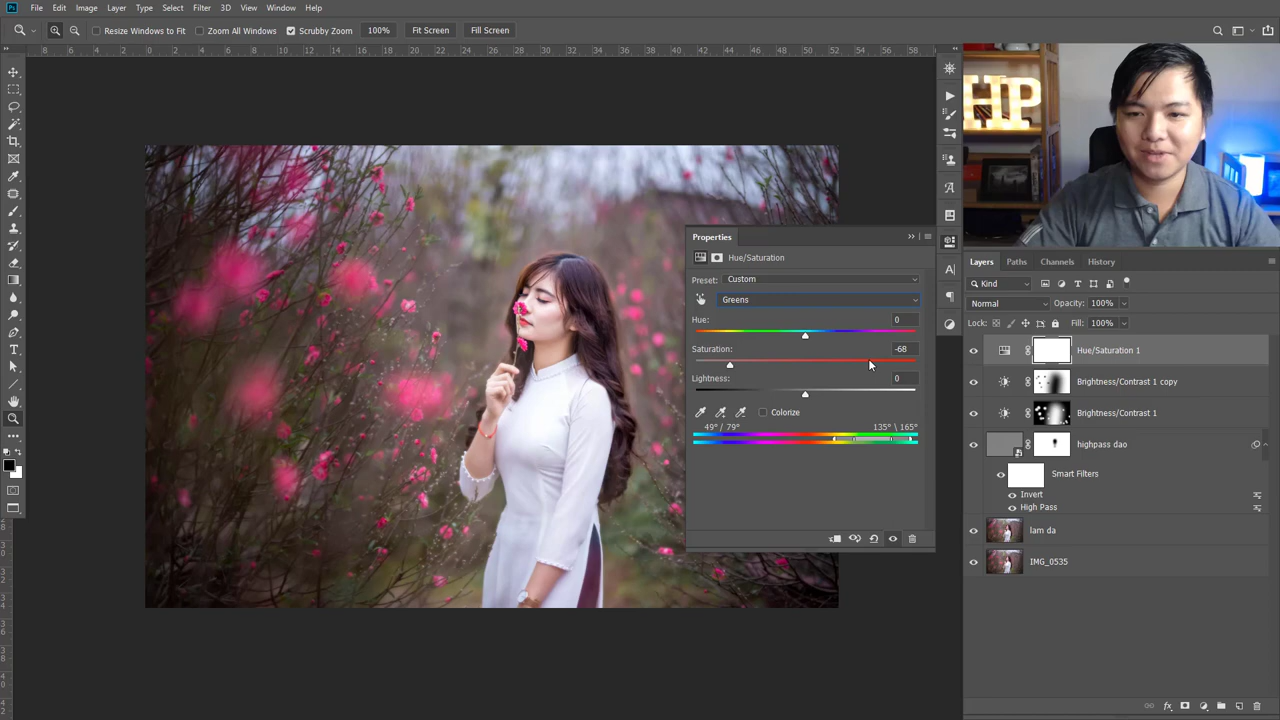 Ps File Edit Image Layer Type Select Filter 3D View Window Help
Resize Windows to Fit Zoom All Windows Scrubby Zoom 100% Fit Screen Fill Screen
HP
Properties
Hue/Saturation
Preset: Custom
Greens
Hue: 0
Saturation: -68
Lightness: 0
Colorize
49° / 79° 135° \ 165°
Layers Paths Channels History
Kind
Normal Opacity: 100%
Lock: Fill: 100%
Hue/Saturation 1
Brightness/Contrast 1 copy
Brightness/Contrast 1
highpass dao
Smart Filters
Invert
High Pass
lam da
IMG_0535